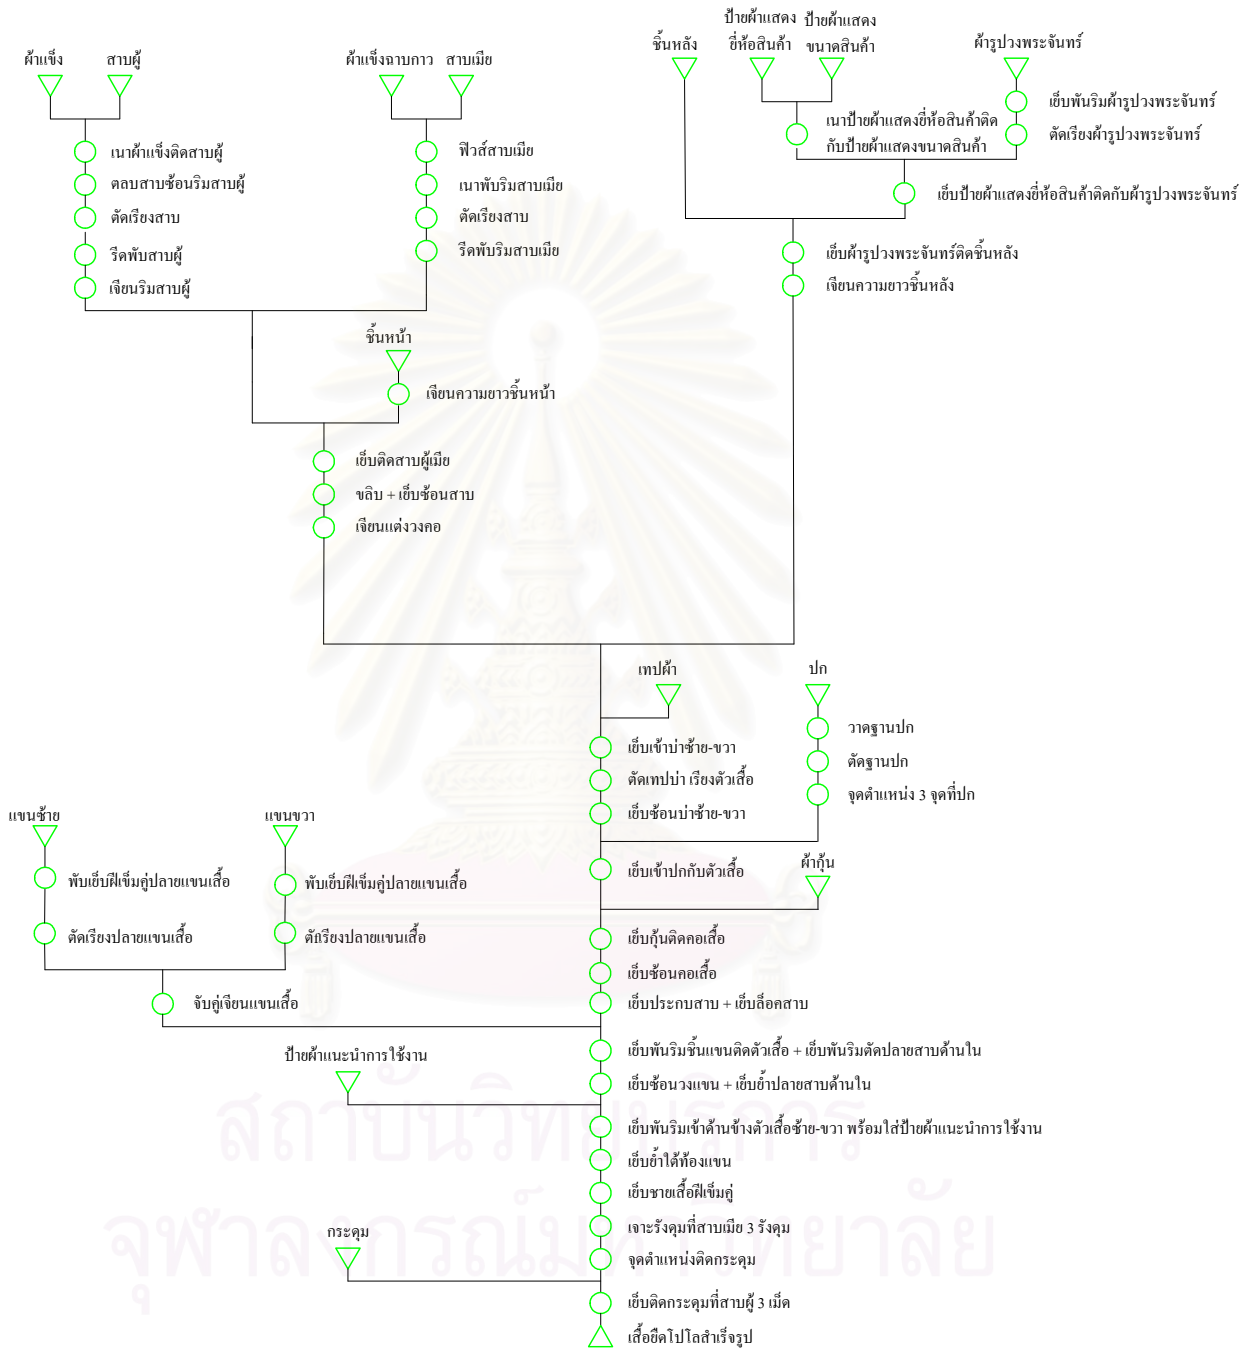 ผ้าแข็ง
สาบผู้
ผ้าแข็งฉาบกาว
สาบเมีย
ชิ้นหลัง
ป้ายผ้าแสดง
ยี่ห้อสินค้า
ป้ายผ้าแสดง
ขนาดสินค้า
ผ้ารูปวงพระจันทร์
เย็บพันริมผ้ารูปวงพระจันทร์
ตัดเรียงผ้ารูปวงพระจันทร์
เนาป้ายผ้าแสดงยี่ห้อสินค้าติด
กับป้ายผ้าแสดงขนาดสินค้า
เย็บป้ายผ้าแสดงยี่ห้อสินค้าติดกับผ้ารูปวงพระจันทร์
เนาผ้าแข็งติดสาบผู้
ตลบสาบซ้อนริมสาบผู้
ตัดเรียงสาบ
รีดพับสาบผู้
เจียนริมสาบผู้
ฟิวส์สาบเมีย
เนาพับริมสาบเมีย
ตัดเรียงสาบ
รีดพับริมสาบเมีย
เย็บผ้ารูปวงพระจันทร์ติดชิ้นหลัง
เจียนความยาวชิ้นหลัง
ชิ้นหน้า
เจียนความยาวชิ้นหน้า
เย็บติดสาบผู้เมีย
ขลิบ + เย็บซ้อนสาบ
เจียนแต่งวงคอ
เทปผ้า
ปก
วาดฐานปก
ตัดฐานปก
จุดตำแหน่ง 3 จุดที่ปก
เย็บเข้าบ่าซ้าย-ขวา
ตัดเทปบ่า เรียงตัวเสื้อ
เย็บซ้อนบ่าซ้าย-ขวา
แขนซ้าย
แขนขวา
พับเย็บฝีเข็มคู่ปลายแขนเสื้อ
พับเย็บฝีเข็มคู่ปลายแขนเสื้อ
ตัดเรียงปลายแขนเสื้อ
ตักรียงปลายแขนเสื้อ
จับคู่เจียนแขนเสื้อ
เย็บเข้าปกกับตัวเสื้อ
ผ้ากุ้น
เย็บกุ้นติดคอเสื้อ
เย็บซ้อนคอเสื้อ
เย็บประกบสาบ + เย็บล็อคสาบ
เย็บพันริมชิ้นแขนติดตัวเสื้อ + เย็บพันริมตัดปลายสาบด้านใน
ป้ายผ้าแนะนำการใช้งาน
เย็บซ้อนวงแขน + เย็บย้ำปลายสาบด้านใน
เย็บพันริมเข้าด้านข้างตัวเสื้อซ้าย-ขวา พร้อมใส่ป้ายผ้าแนะนำการใช้งาน
เย็บย้ำใต้ท้องแขน
เย็บชายเสื้อฝีเข็มคู่
เจาะรังดุมที่สาบเมีย 3 รังดุม
กระดุม
จุดตำแหน่งติดกระดุม
เย็บติดกระดุมที่สาบผู้ 3 เม็ด
เสื้อยืดโปโลสำเร็จรูป
สถาบันวิทยบริการ
จุฬาลงกรณ์มหาวิทยาลัย